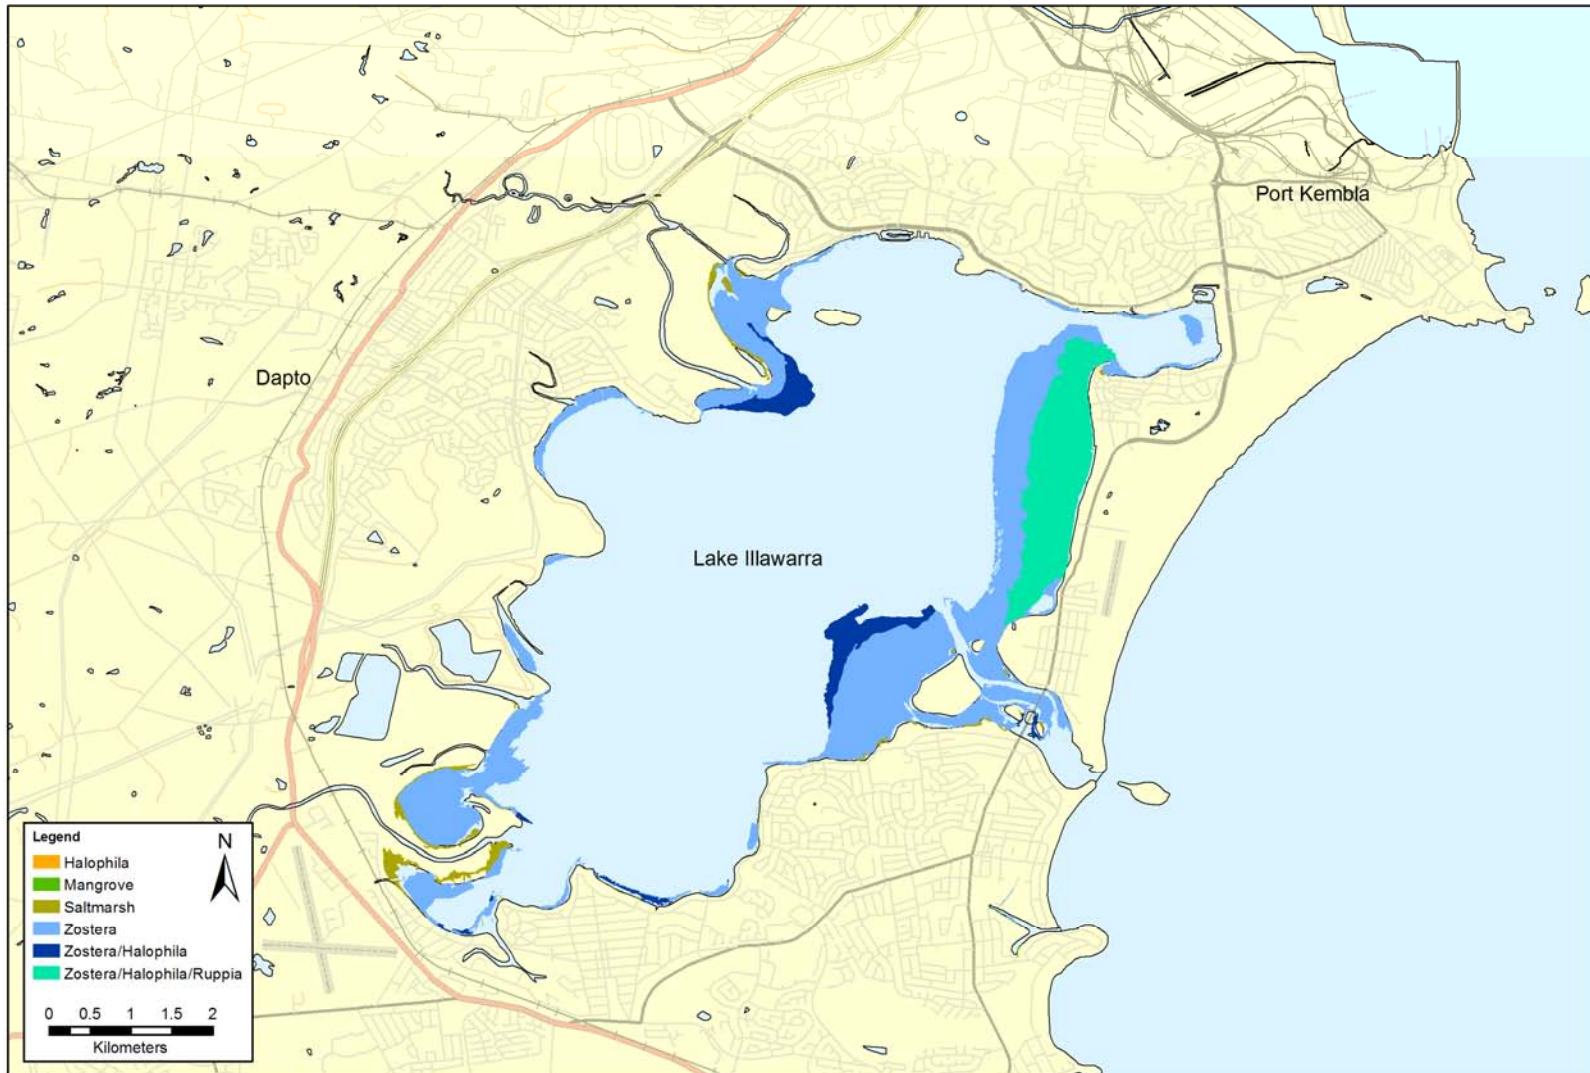 Port Kembla
Dapto
Lake Illawarra
Legend
N
Halophila
Mangrove
Saltmarsh
Zostera
Zostera/Halophila
Zostera/Halophila/Ruppia
0 0.5 1 1.5 2
Kilometers